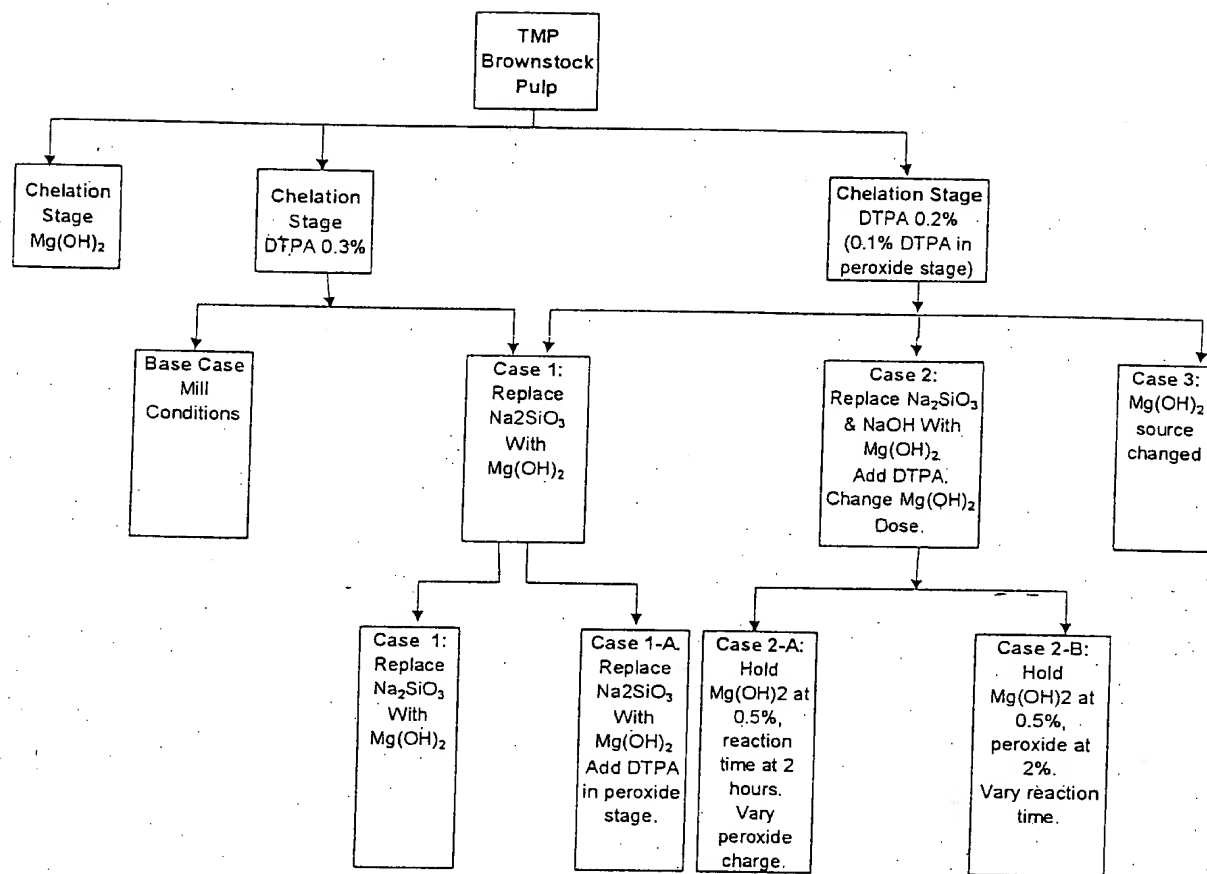 TMP
Brownstock
Pulp
Chelation
Stage
Mg(OH)₂
Chelation
Stage
DTPA 0.3%
Chelation Stage
DTPA 0.2%
(0.1% DTPA in
peroxide stage)
Base Case
Mill
Conditions
Case 1:
Replace
Na2SiO₃
With
Mg(OH)₂
Case 2:
Replace Na₂SiO₃
& NaOH With
Mg(OH)₂
Add DTPA.
Change Mg(OH)₂
Dose.
Case 3:
Mg(OH)₂
source
changed
Case 1:
Replace
Na₂SiO₃
With
Mg(OH)₂
Case 1-A.
Replace
Na2SiO₃
With
Mg(OH)₂
Add DTPA
in peroxide
stage.
Case 2-A:
Hold
Mg(OH)2 at
0.5%,
reaction
time at 2
hours.
Vary
peroxide
charge.
Case 2-B:
Hold
Mg(OH)2 at
0.5%,
peroxide at
2%.
Vary reaction
time.